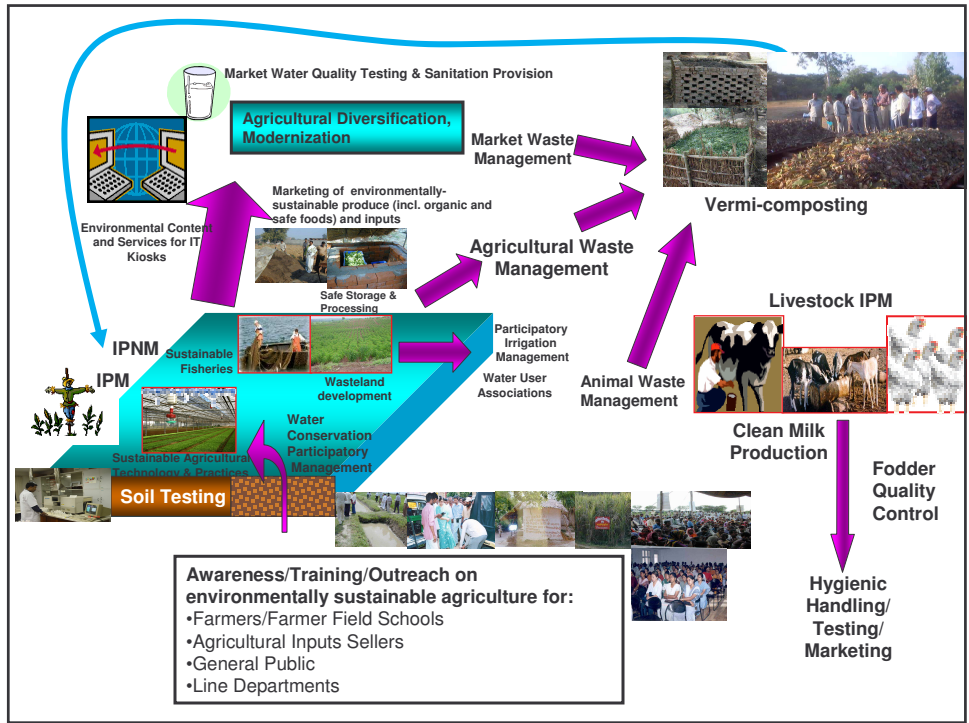 Market Water Quality Testing & Sanitation Provision
Agricultural Diversification,
Modernization
Market Waste
Management
Vermi-composting
Marketing of environmentally-
sustainable produce (incl. organic and
safe foods) and inputs
Environmental Content
and Services for IT
Kiosks
Agricultural Waste
Management
Safe Storage &
Processing
Livestock IPM
IPNM
IPM
Sustainable
Fisheries
Wasteland
development
Participatory
Irrigation
Management
Water User
Associations
Animal Waste
Management
Water
Conservation
Participatory
Management
Sustainable Agricultural
Technology & Practices
Soil Testing
Clean Milk
Production
Fodder
Quality
Control
Hygienic
Handling/
Testing/
Marketing
Awareness/Training/Outreach on
environmentally sustainable agriculture for:
•Farmers/Farmer Field Schools
•Agricultural Inputs Sellers
•General Public
•Line Departments